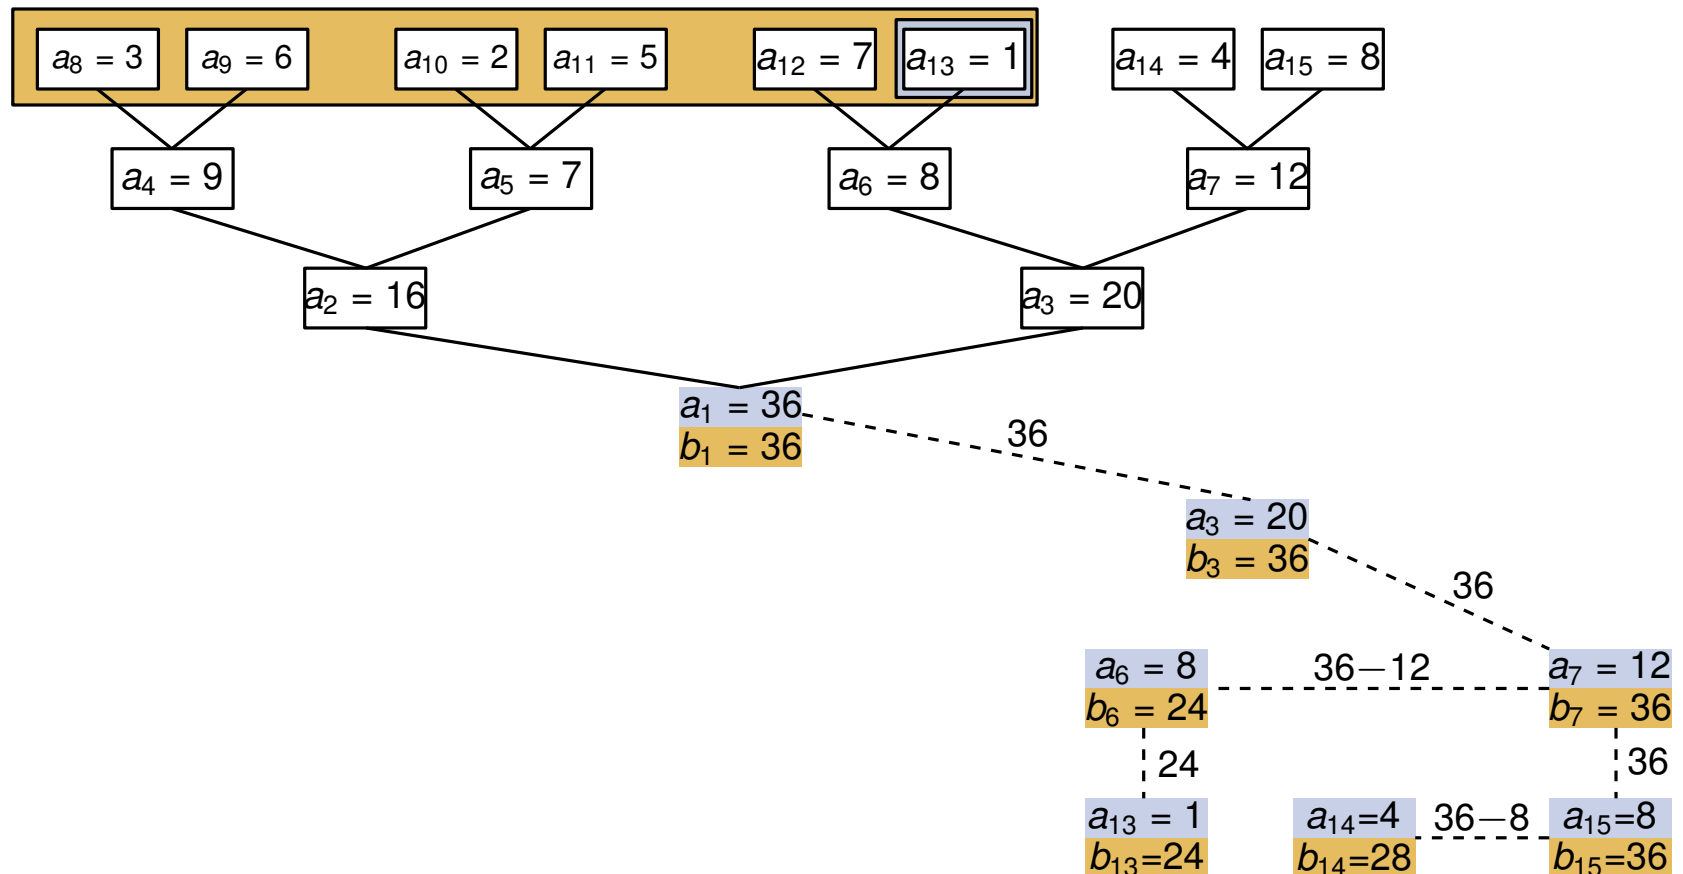 a₈ = 3 a₉ = 6 a₁₀ = 2 a₁₁ = 5 a₁₂ = 7 a₁₃ = 1 a₁₄ = 4 a₁₅ = 8
a₄ = 9 a₅ = 7 a₆ = 8 a₇ = 12
a₂ = 16 a₃ = 20
a₁ = 36
b₁ = 36
36
a₃ = 20
b₃ = 36
36
a₆ = 8 36−12 a₇ = 12
b₆ = 24 b₇ = 36
24 36
a₁₃ = 1 a₁₄=4 36−8 a₁₅=8
b₁₃=24 b₁₄=28 b₁₅=36